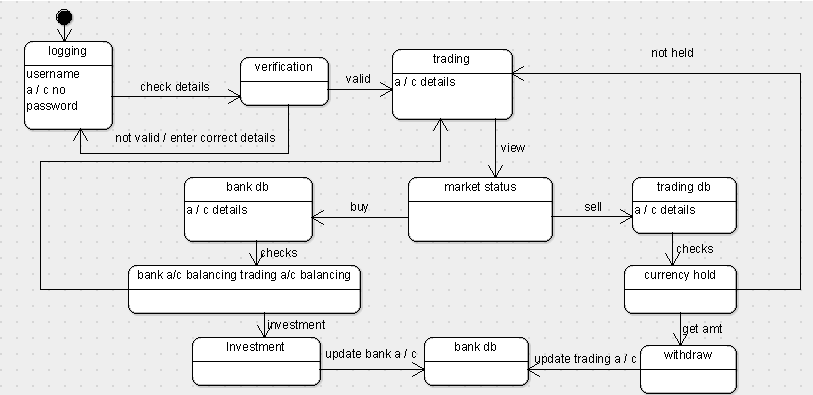 logging
username
a / c no
password
check details
verification
valid
trading
a / c details
not held
not valid / enter correct details
view
bank db
a / c details
buy
market status
sell
trading db
a / c details
checks
checks
bank a/c balancing trading a/c balancing
currency hold
investment
get amt
Investment
update bank a / c
bank db
update trading a / c
withdraw